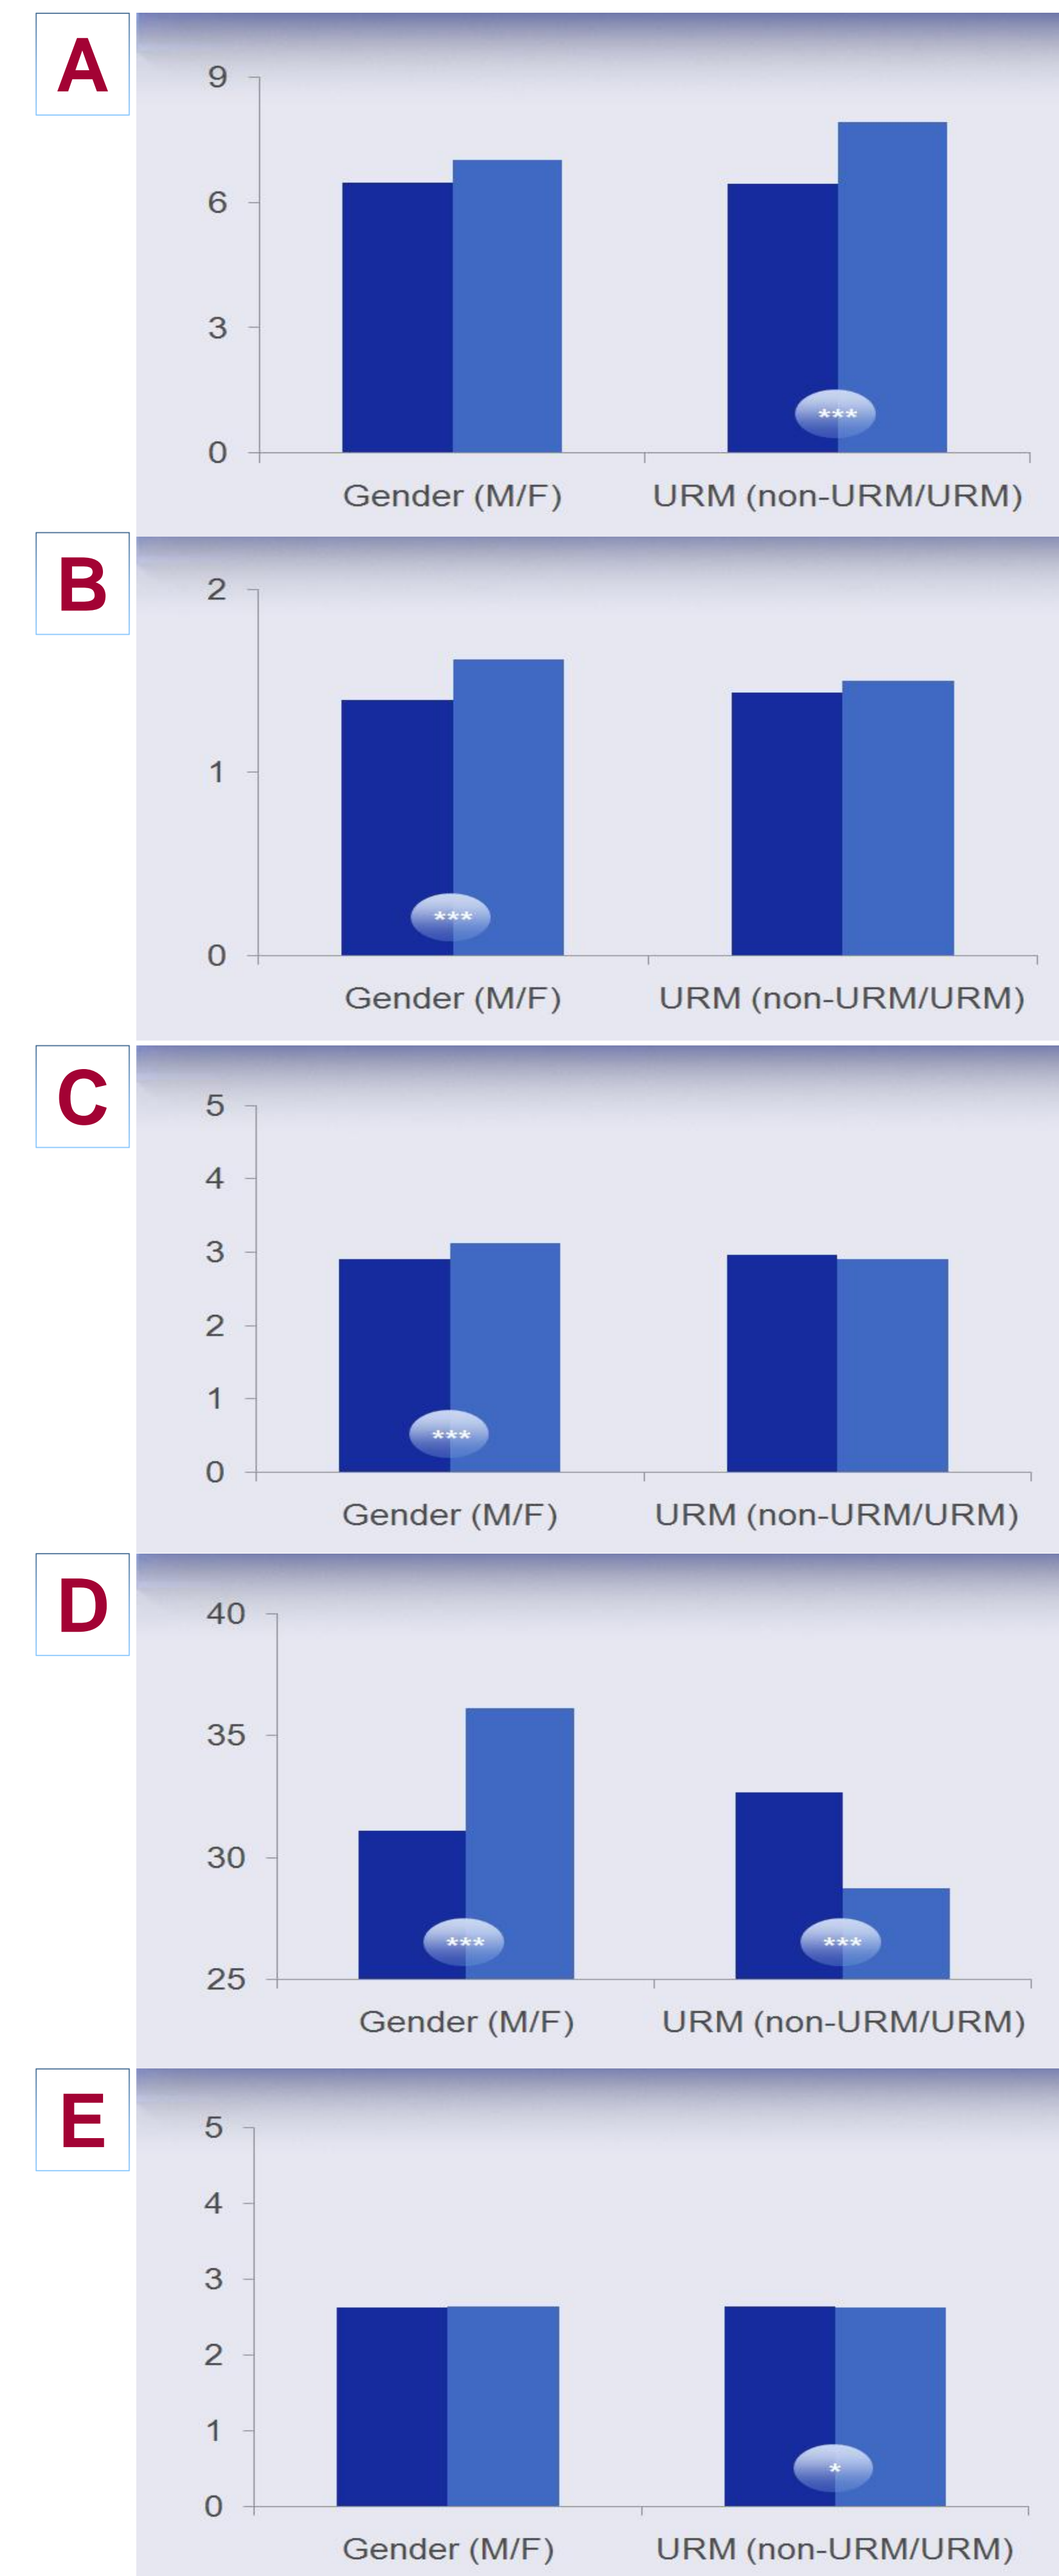 A
9
6
3
0
***
Gender (M/F) URM (non-URM/URM)
B
2
1
0
***
Gender (M/F) URM (non-URM/URM)
C
5
4
3
2
1
0
***
Gender (M/F) URM (non-URM/URM)
D
40
35
30
25
*** ***
Gender (M/F) URM (non-URM/URM)
E
5
4
3
2
1
0
*
Gender (M/F) URM (non-URM/URM)